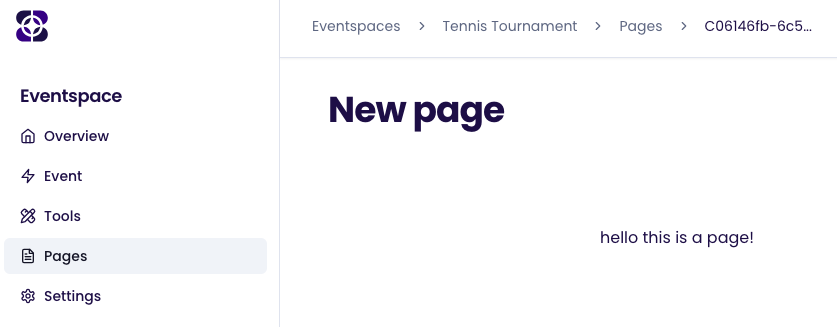 Eventspaces > Tennis Tournament > Pages > C06146fb-6c5...
Eventspace
Overview
Event
Tools
Pages
Settings
New page
hello this is a page!